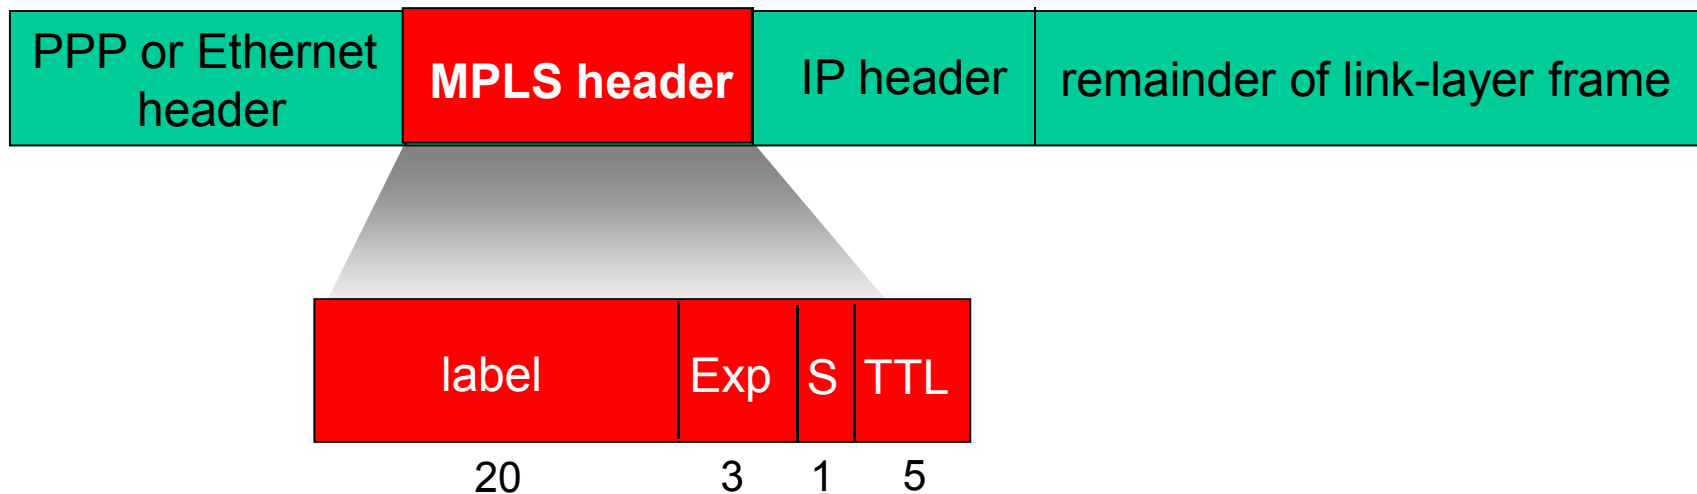 PPP or Ethernet
header
MPLS header
IP header
remainder of link-layer frame
label
Exp
S
TTL
20
3
1
5